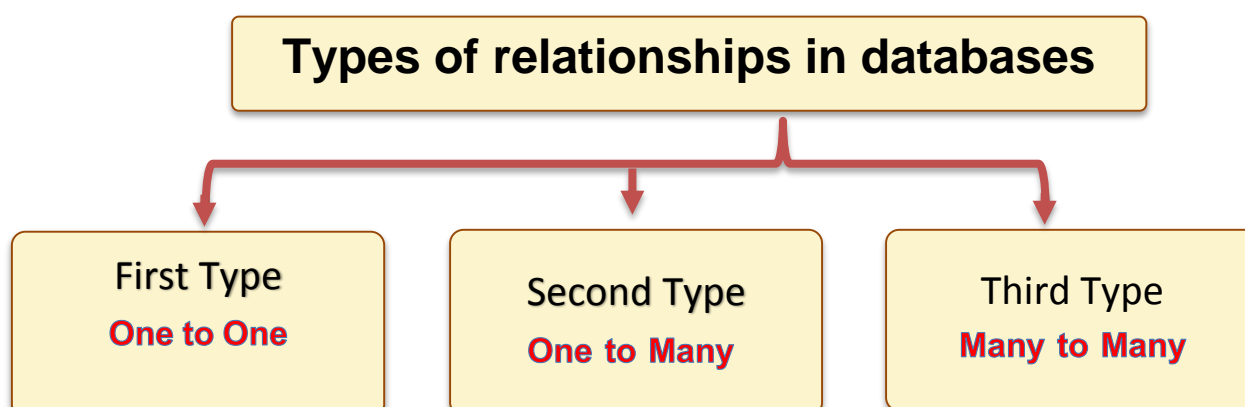 Types of relationships in databases
First Type
One to One
Second Type
One to Many
Third Type
Many to Many